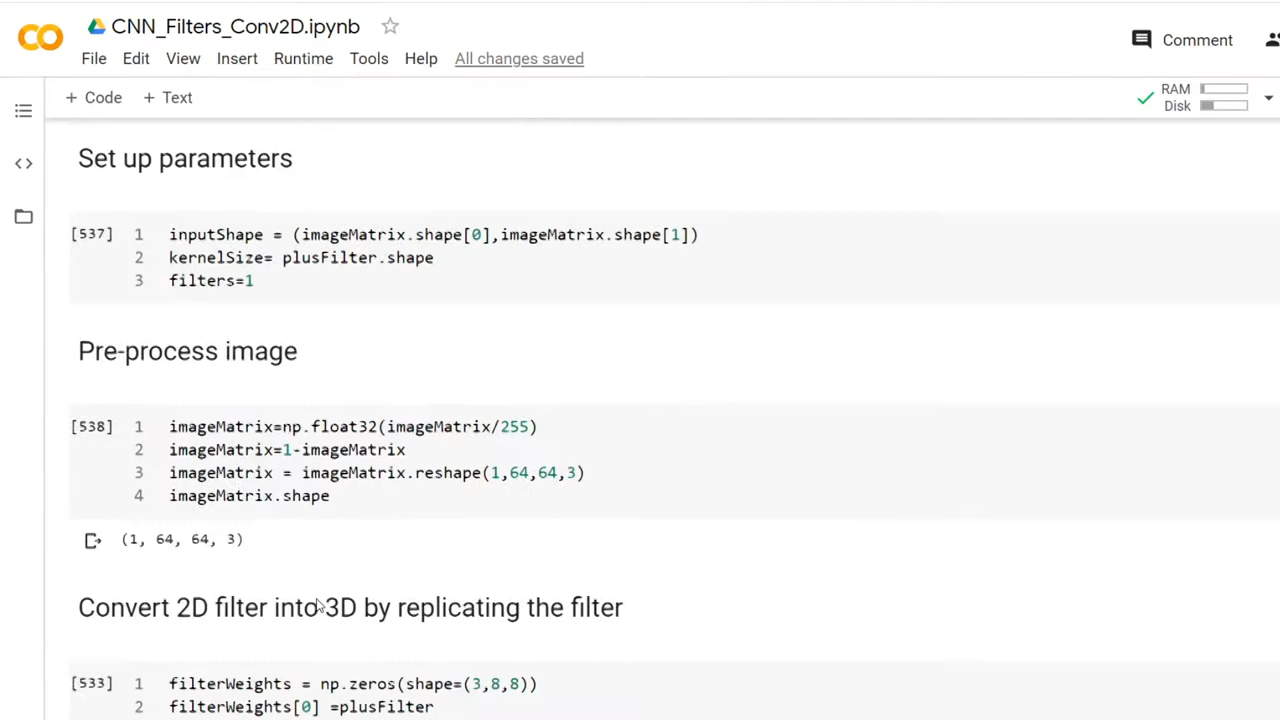 CNN_Filters_Conv2D.ipynb
Comment
File Edit View Insert Runtime Tools Help All changes saved
+ Code + Text
RAM
Disk
Set up parameters
[537] 1 inputShape = (imageMatrix.shape[0],imageMatrix.shape[1])
2 kernelSize= plusFilter.shape
3 filters=1
Pre-process image
[538] 1 imageMatrix=np.float32(imageMatrix/255)
2 imageMatrix=1-imageMatrix
3 imageMatrix = imageMatrix.reshape(1,64,64,3)
4 imageMatrix.shape
(1, 64, 64, 3)
Convert 2D filter into 3D by replicating the filter
[533] 1 filterWeights = np.zeros(shape=(3,8,8))
2 filterWeights[0] =plusFilter